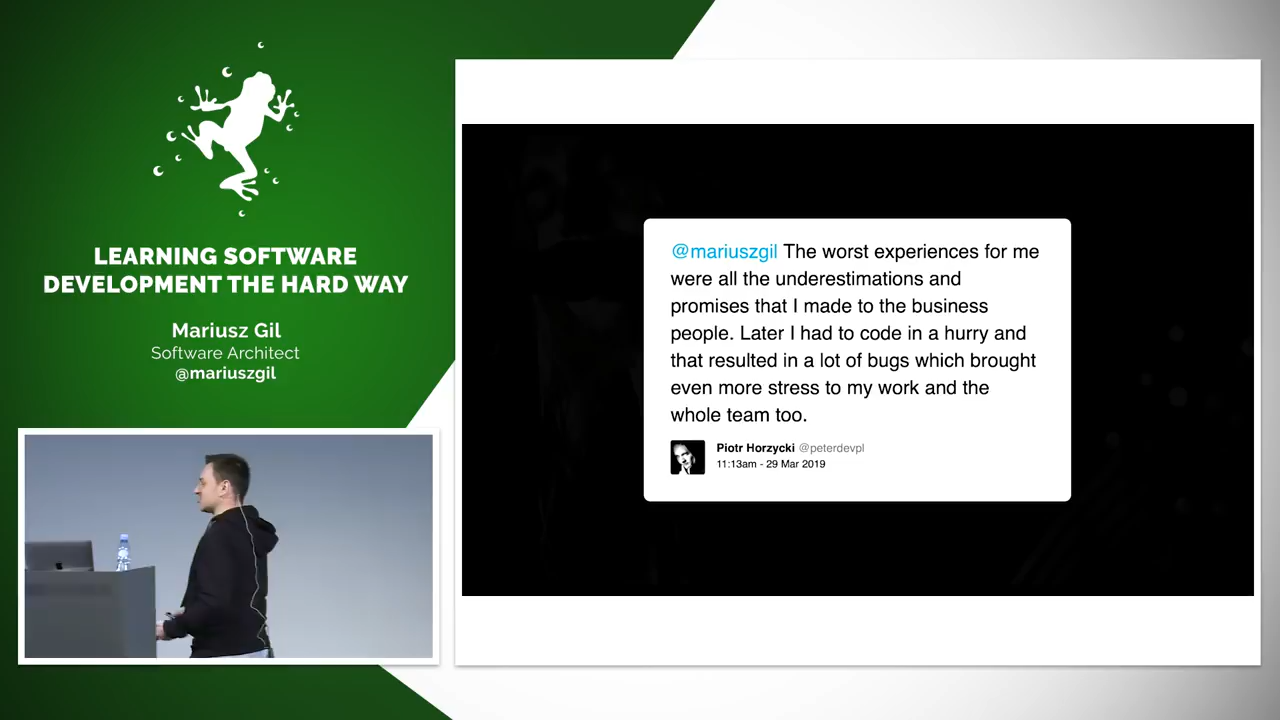 LEARNING SOFTWARE
DEVELOPMENT THE HARD WAY
Mariusz Gil
Software Architect
@mariuszgil
@mariuszgil The worst experiences for me
were all the underestimations and
promises that I made to the business
people. Later I had to code in a hurry and
that resulted in a lot of bugs which brought
even more stress to my work and the
whole team too.
Piotr Horzycki @peterdevpl
11:13am - 29 Mar 2019